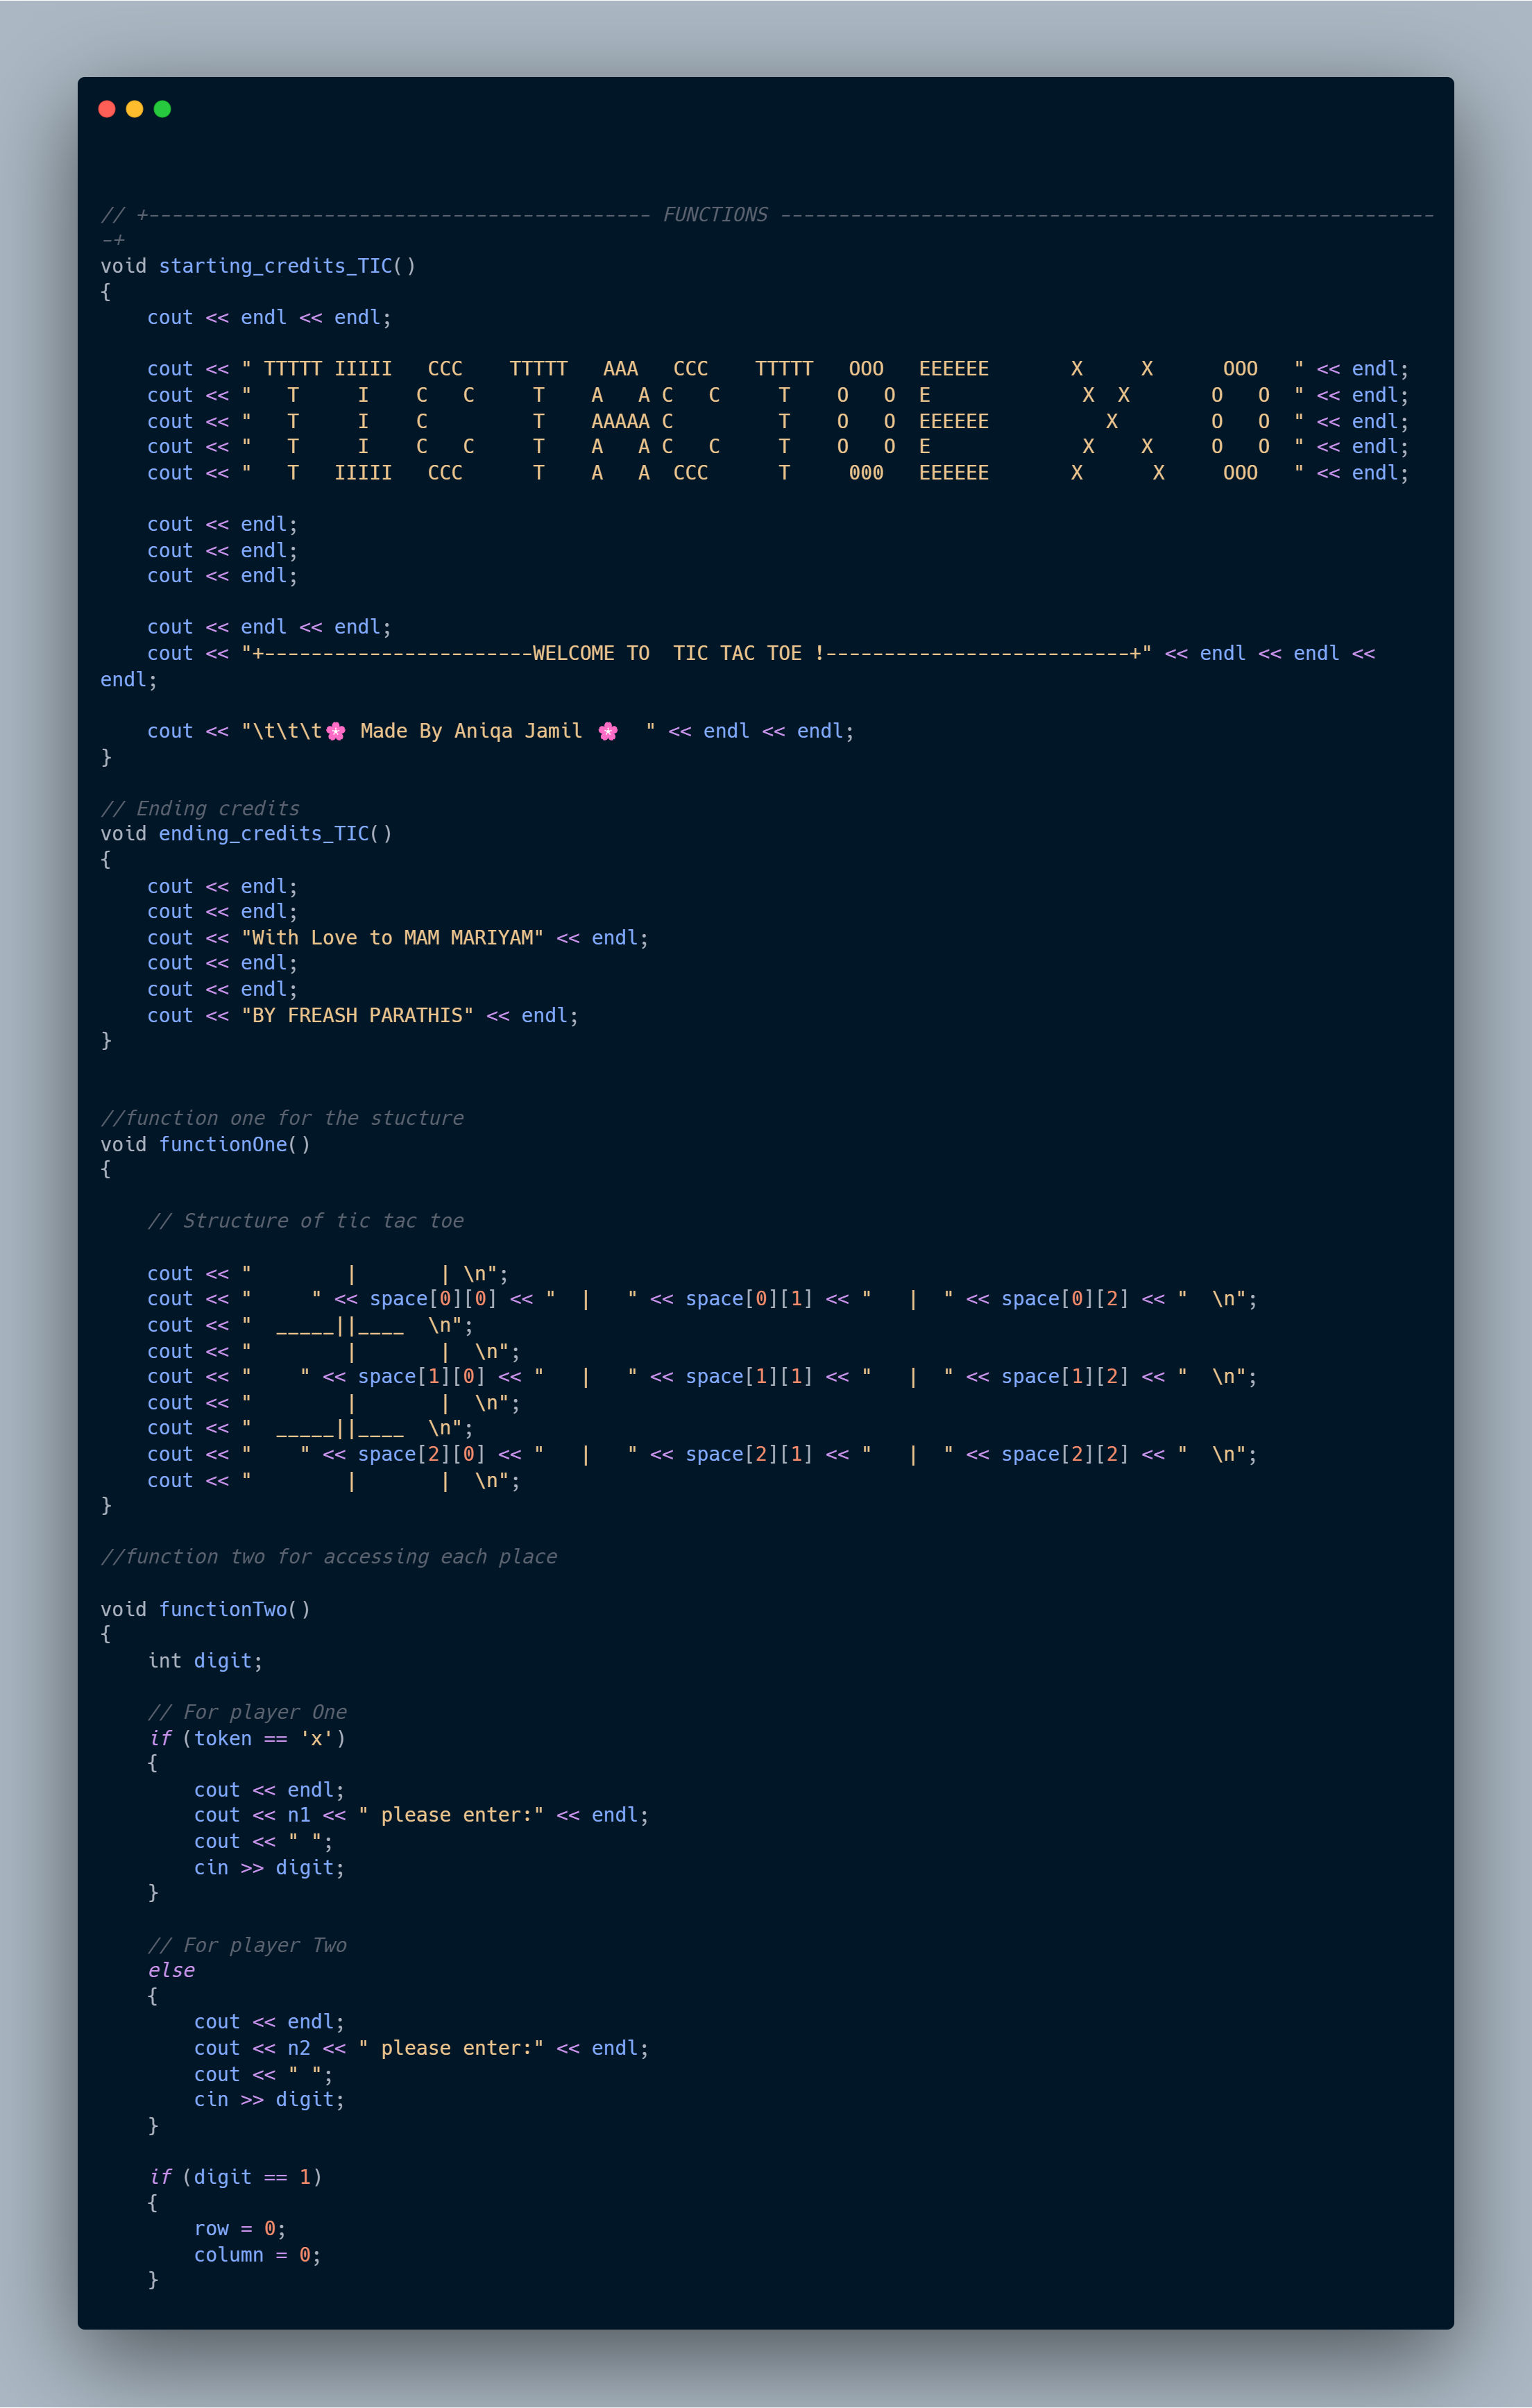 // +------------------------------------------- FUNCTIONS --------------------------------------------------------
-+
void starting_credits_TIC()
{
    cout << endl << endl;

    cout << " TTTTT IIIII   CCC    TTTTT   AAA   CCC    TTTTT   OOO   EEEEEE       X     X      OOO   " << endl;
    cout << "   T     I    C   C     T    A   A C   C     T    O   O  E             X  X       O   O  " << endl;
    cout << "   T     I    C         T    AAAAA C         T    O   O  EEEEEE          X        O   O  " << endl;
    cout << "   T     I    C   C     T    A   A C   C     T    O   O  E             X    X     O   O  " << endl;
    cout << "   T   IIIII   CCC      T    A   A  CCC      T     000   EEEEEE       X      X     OOO   " << endl;

    cout << endl;
    cout << endl;
    cout << endl;

    cout << endl << endl;
    cout << "+-----------------------WELCOME TO  TIC TAC TOE !--------------------------+" << endl << endl <<
endl;

    cout << "\t\t\t🌸 Made By Aniqa Jamil 🌸  " << endl << endl;
}

// Ending credits
void ending_credits_TIC()
{
    cout << endl;
    cout << endl;
    cout << "With Love to MAM MARIYAM" << endl;
    cout << endl;
    cout << endl;
    cout << "BY FREASH PARATHIS" << endl;
}


//function one for the stucture
void functionOne()
{

    // Structure of tic tac toe

    cout << "        |       | \n";
    cout << "     " << space[0][0] << "  |   " << space[0][1] << "   |  " << space[0][2] << "  \n";
    cout << "  _____||____  \n";
    cout << "        |       |  \n";
    cout << "    " << space[1][0] << "   |   " << space[1][1] << "   |  " << space[1][2] << "  \n";
    cout << "        |       |  \n";
    cout << "  _____||____  \n";
    cout << "    " << space[2][0] << "   |   " << space[2][1] << "   |  " << space[2][2] << "  \n";
    cout << "        |       |  \n";
}

//function two for accessing each place

void functionTwo()
{
    int digit;

    // For player One
    if (token == 'x')
    {
        cout << endl;
        cout << n1 << " please enter:" << endl;
        cout << " ";
        cin >> digit;
    }

    // For player Two
    else
    {
        cout << endl;
        cout << n2 << " please enter:" << endl;
        cout << " ";
        cin >> digit;
    }

    if (digit == 1)
    {
        row = 0;
        column = 0;
    }